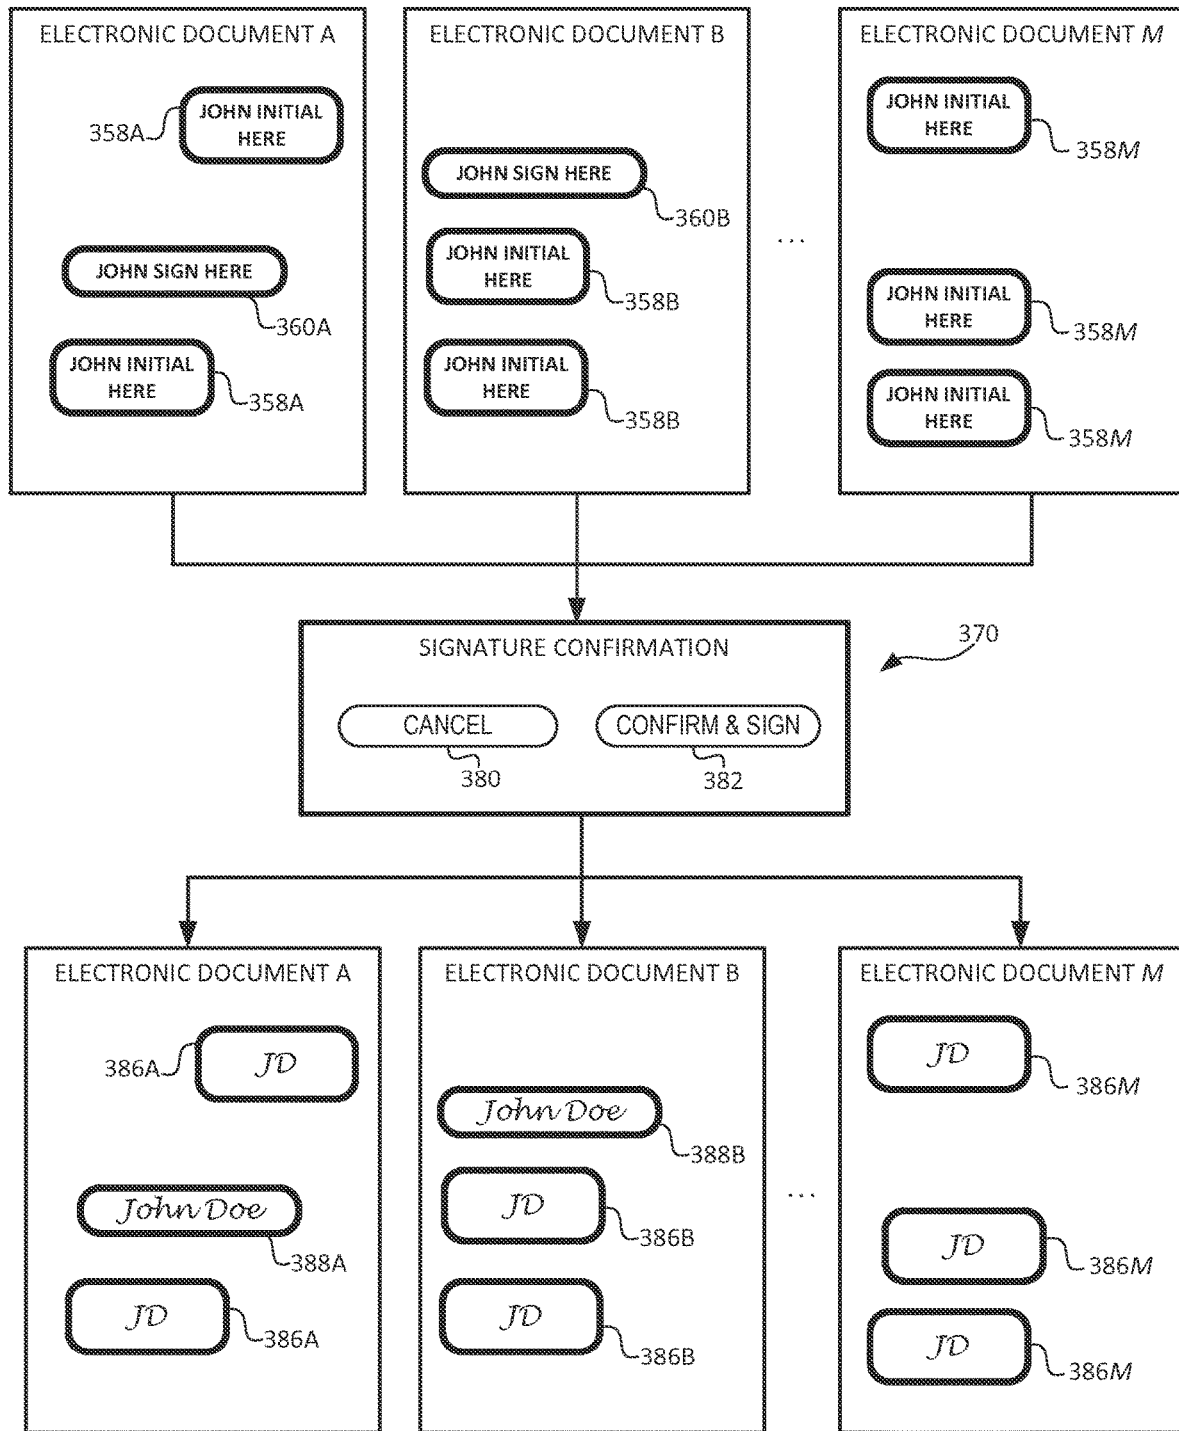 ELECTRONIC DOCUMENT A
JOHN INITIAL
HERE
358A
JOHN SIGN HERE
360A
JOHN INITIAL
HERE
358A
ELECTRONIC DOCUMENT B
JOHN SIGN HERE
360B
JOHN INITIAL
HERE
358B
JOHN INITIAL
HERE
358B
...
ELECTRONIC DOCUMENT M
JOHN INITIAL
HERE
358M
JOHN INITIAL
HERE
358M
JOHN INITIAL
HERE
358M
SIGNATURE CONFIRMATION
370
CANCEL
380
CONFIRM & SIGN
382
ELECTRONIC DOCUMENT A
386A
JD
John Doe
388A
JD
386A
ELECTRONIC DOCUMENT B
John Doe
388B
JD
386B
JD
386B
...
ELECTRONIC DOCUMENT M
JD
386M
JD
386M
JD
386M